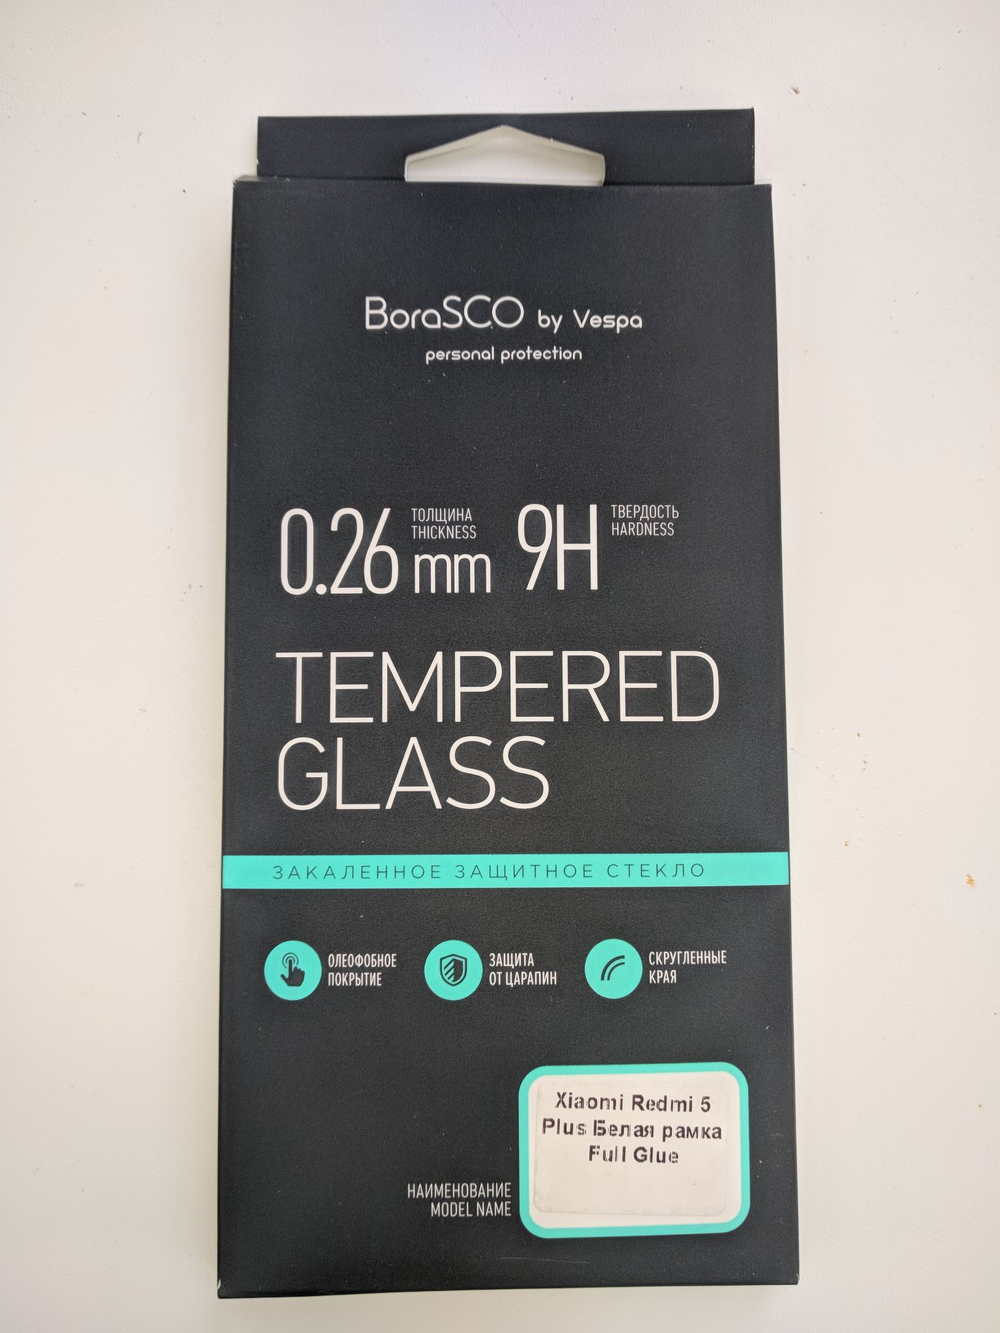 BoraSCO by Vespa
personal protection
0.26 mm
ТОЛЩИНА
THICKNESS
9H
ТВЕРДОСТЬ
HARDNESS
TEMPERED
GLASS
ЗАКАЛЕННОЕ ЗАЩИТНОЕ СТЕКЛО
ОЛЕОФОБНОЕ
ПОКРЫТИЕ
ЗАЩИТА
ОТ ЦАРАПИН
СКРУГЛЕННЫЕ
КРАЯ
НАИМЕНОВАНИЕ
MODEL NAME
Xiaomi Redmi 5
Plus Белая рамка
Full Glue